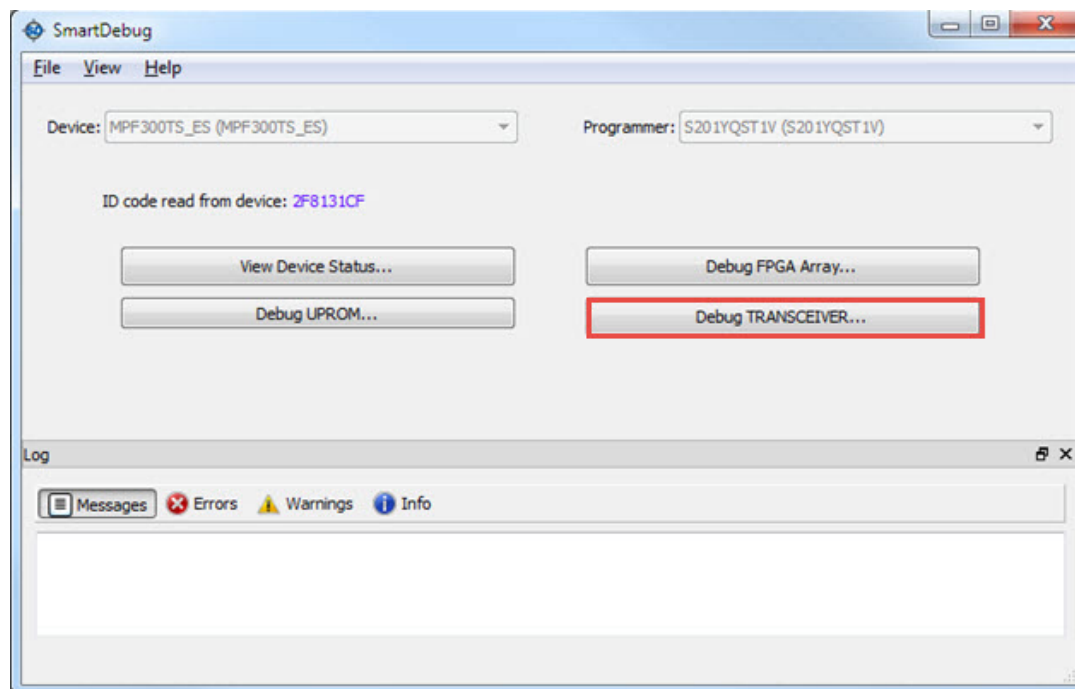 SmartDebug
File View Help
Device: MPF300TS_ES (MPF300TS_ES) Programmer: S201YQST1V (S201YQST1V)
ID code read from device: 2F8131CF
View Device Status... Debug FPGA Array...
Debug UPROM... Debug TRANSCEIVER...
Log
Messages Errors Warnings Info